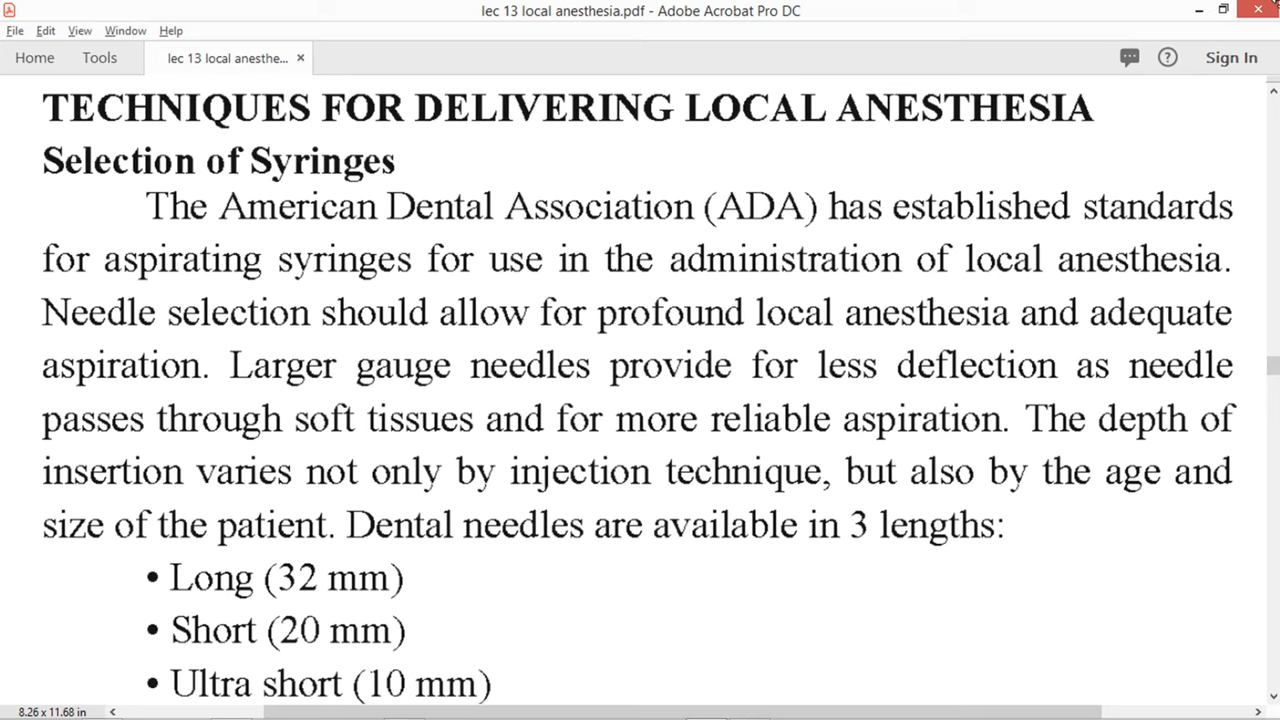 lec 13 local anesthesia.pdf - Adobe Acrobat Pro DC
File Edit View Window Help
Home Tools lec 13 local anesthe... × Sign In
TECHNIQUES FOR DELIVERING LOCAL ANESTHESIA
Selection of Syringes
The American Dental Association (ADA) has established standards
for aspirating syringes for use in the administration of local anesthesia.
Needle selection should allow for profound local anesthesia and adequate
aspiration. Larger gauge needles provide for less deflection as needle
passes through soft tissues and for more reliable aspiration. The depth of
insertion varies not only by injection technique, but also by the age and
size of the patient. Dental needles are available in 3 lengths:
• Long (32 mm)
• Short (20 mm)
• Ultra short (10 mm)
8.26 x 11.68 in